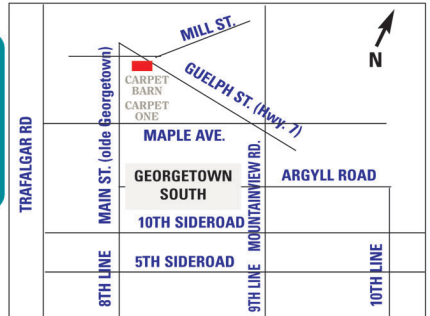 MILL ST.
N
GUELPH ST. (Hwy. 7)
CARPET
BARN
CARPET
ONE
TRAFALGAR RD
MAIN ST. (olde Georgetown)
MAPLE AVE.
MOUNTAINVIEW RD.
GEORGETOWN
SOUTH
ARGYLL ROAD
10TH SIDEROAD
5TH SIDEROAD
8TH LINE
9TH LINE
10TH LINE